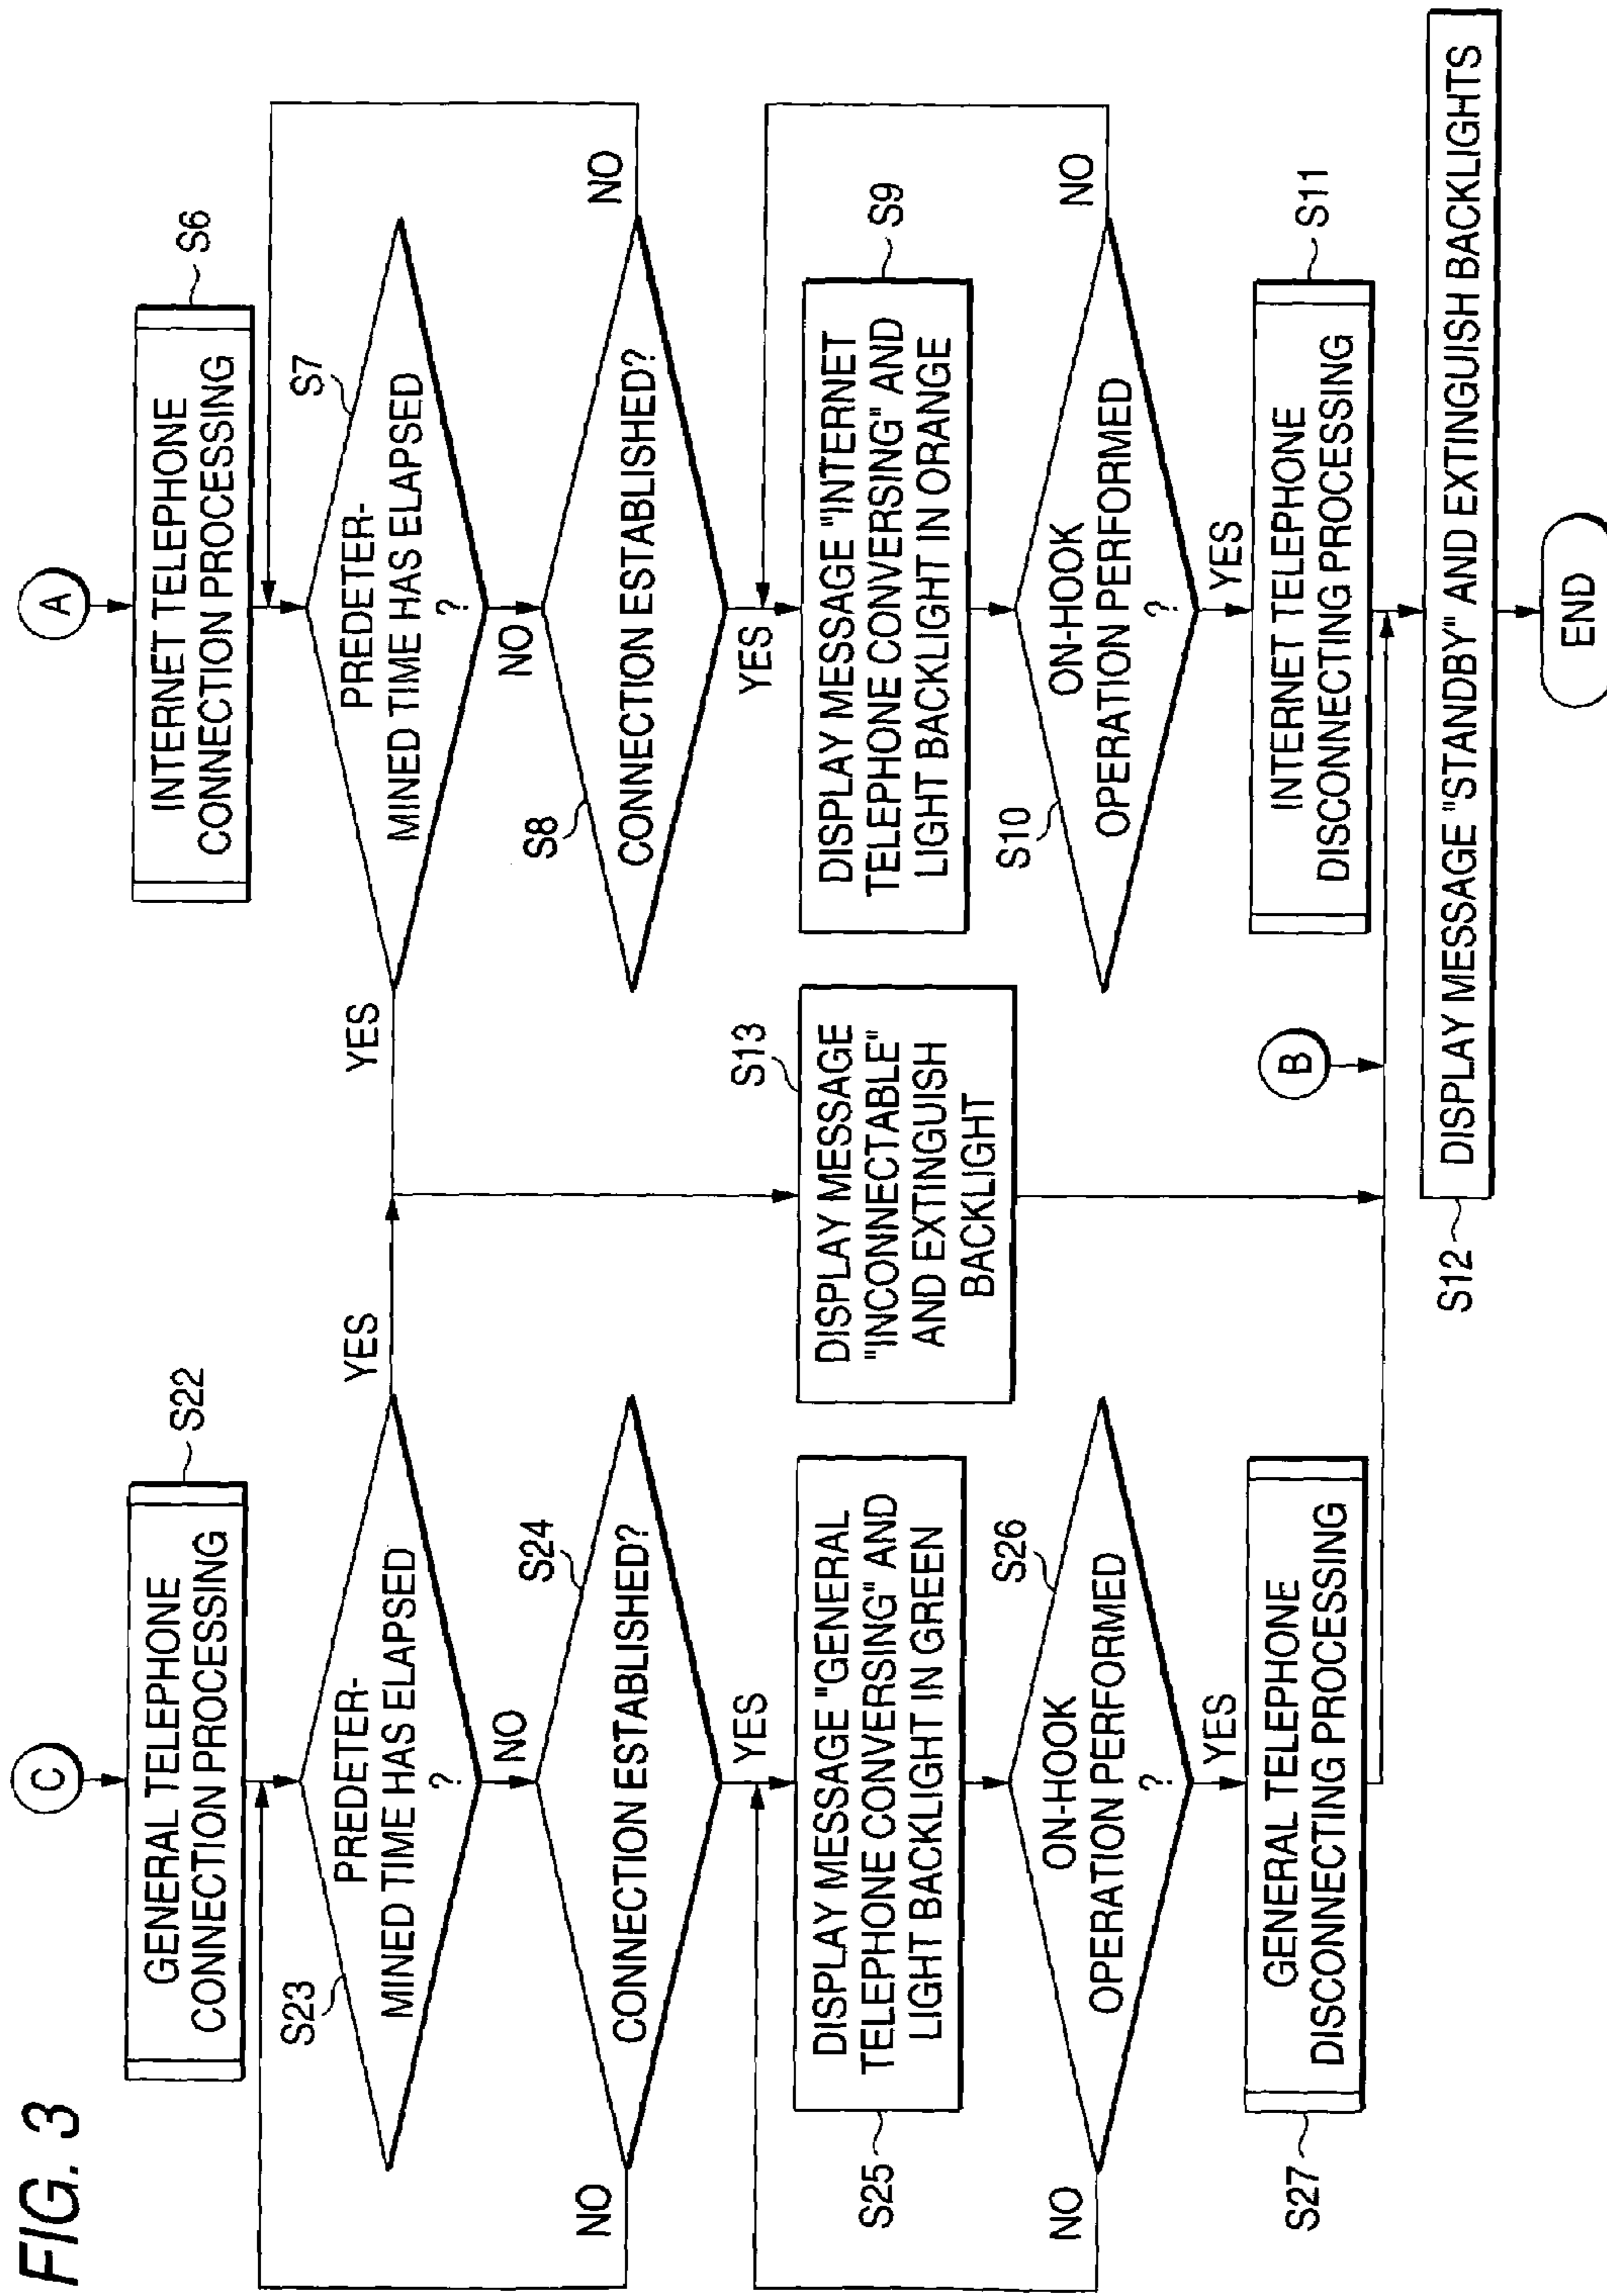 FIG. 3
C
GENERAL TELEPHONE
CONNECTION PROCESSING
S22
PREDETER-
MINED TIME HAS ELAPSED
?
S23
YES
NO
CONNECTION ESTABLISHED?
S24
NO
YES
DISPLAY MESSAGE "GENERAL
TELEPHONE CONVERSING" AND
LIGHT BACKLIGHT IN GREEN
S25
ON-HOOK
OPERATION PERFORMED
?
S26
NO
YES
GENERAL TELEPHONE
DISCONNECTING PROCESSING
S27
A
INTERNET TELEPHONE
CONNECTION PROCESSING
S6
PREDETER-
MINED TIME HAS ELAPSED
?
S7
YES
NO
CONNECTION ESTABLISHED?
S8
NO
YES
DISPLAY MESSAGE "INTERNET
TELEPHONE CONVERSING" AND
LIGHT BACKLIGHT IN ORANGE
S9
ON-HOOK
OPERATION PERFORMED
?
S10
NO
YES
INTERNET TELEPHONE
DISCONNECTING PROCESSING
S11
DISPLAY MESSAGE
"INCONNECTABLE"
AND EXTINGUISH
BACKLIGHT
S13
B
DISPLAY MESSAGE "STANDBY" AND EXTINGUISH BACKLIGHTS
S12
END